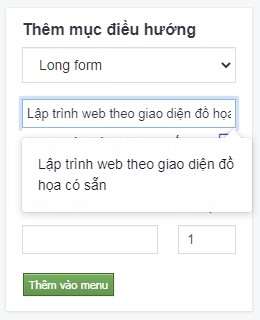 Thêm mục điều hướng
Long form
Lập trình web theo giao diện đồ họa
Lập trình web theo giao diện đồ
họa có sẵn
1
Thêm vào menu